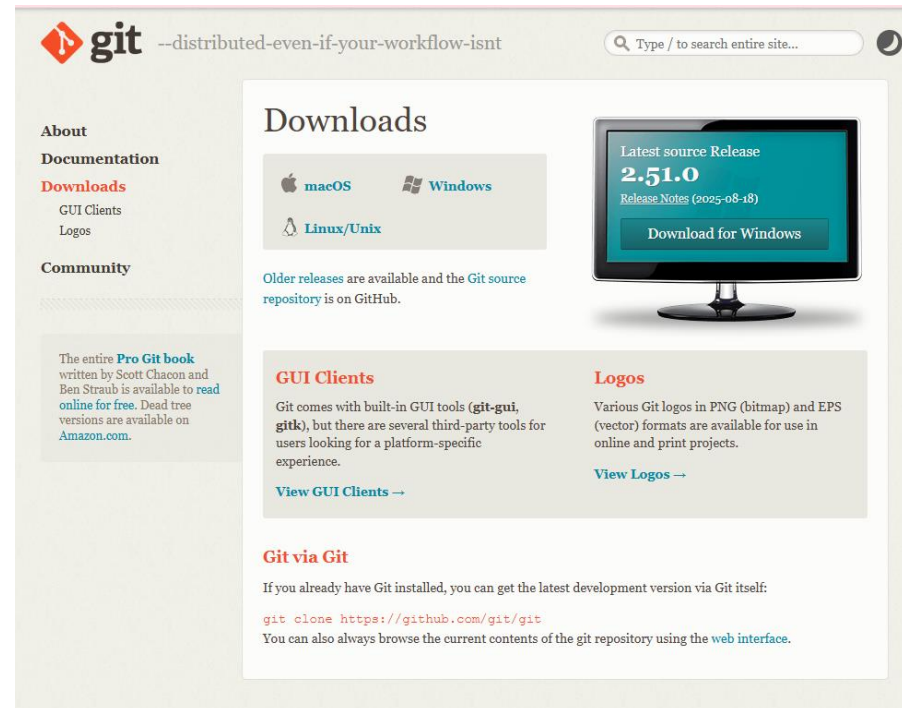 git --distributed-even-if-your-workflow-isnt
Type / to search entire site...
About
Documentation
Downloads
GUI Clients
Logos
Community
The entire Pro Git book
written by Scott Chacon and
Ben Straub is available to read
online for free. Dead tree
versions are available on
Amazon.com.
Downloads
macOS
Windows
Linux/Unix
Older releases are available and the Git source
repository is on GitHub.
Latest source Release
2.51.0
Release Notes (2025-08-18)
Download for Windows
GUI Clients
Git comes with built-in GUI tools (git-gui,
gitk), but there are several third-party tools for
users looking for a platform-specific
experience.
View GUI Clients →
Logos
Various Git logos in PNG (bitmap) and EPS
(vector) formats are available for use in
online and print projects.
View Logos →
Git via Git
If you already have Git installed, you can get the latest development version via Git itself:
git clone https://github.com/git/git
You can also always browse the current contents of the git repository using the web interface.